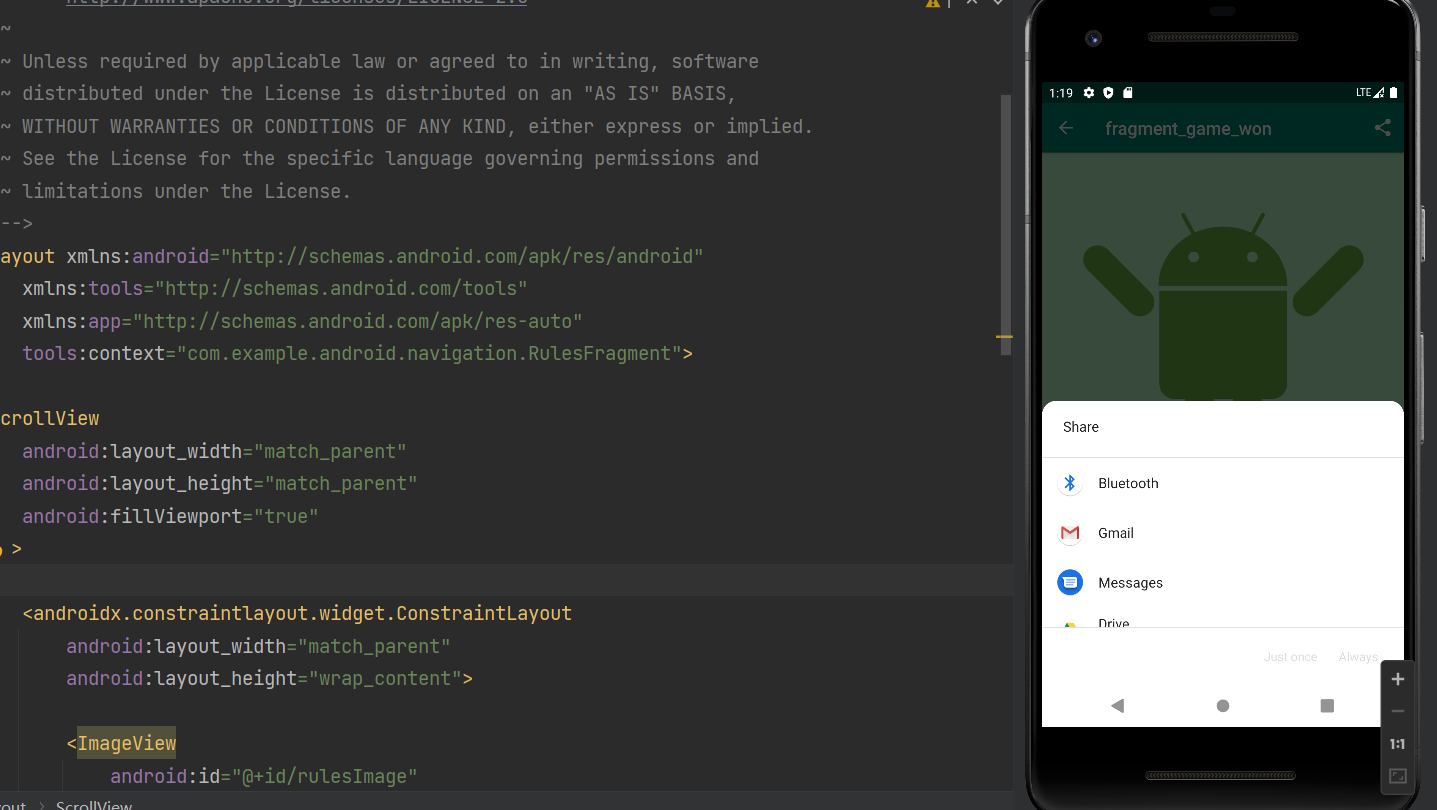 http://www.apache.org/licenses/LICENSE-2.0
~
~ Unless required by applicable law or agreed to in writing, software
~ distributed under the License is distributed on an "AS IS" BASIS,
~ WITHOUT WARRANTIES OR CONDITIONS OF ANY KIND, either express or implied.
~ See the License for the specific language governing permissions and
~ limitations under the License.
-->
ayout xmlns:android="http://schemas.android.com/apk/res/android"
xmlns:tools="http://schemas.android.com/tools"
xmlns:app="http://schemas.android.com/apk/res-auto"
tools:context="com.example.android.navigation.RulesFragment">
crollView
android:layout_width="match_parent"
android:layout_height="match_parent"
android:fillViewport="true"
>
<androidx.constraintlayout.widget.ConstraintLayout
android:layout_width="match_parent"
android:layout_height="wrap_content">
<ImageView
android:id="@+id/rulesImage"
yout > ScrollView
1:19
LTE
fragment_game_won
Share
Bluetooth
Gmail
Messages
Drive
Just once Always
1:1